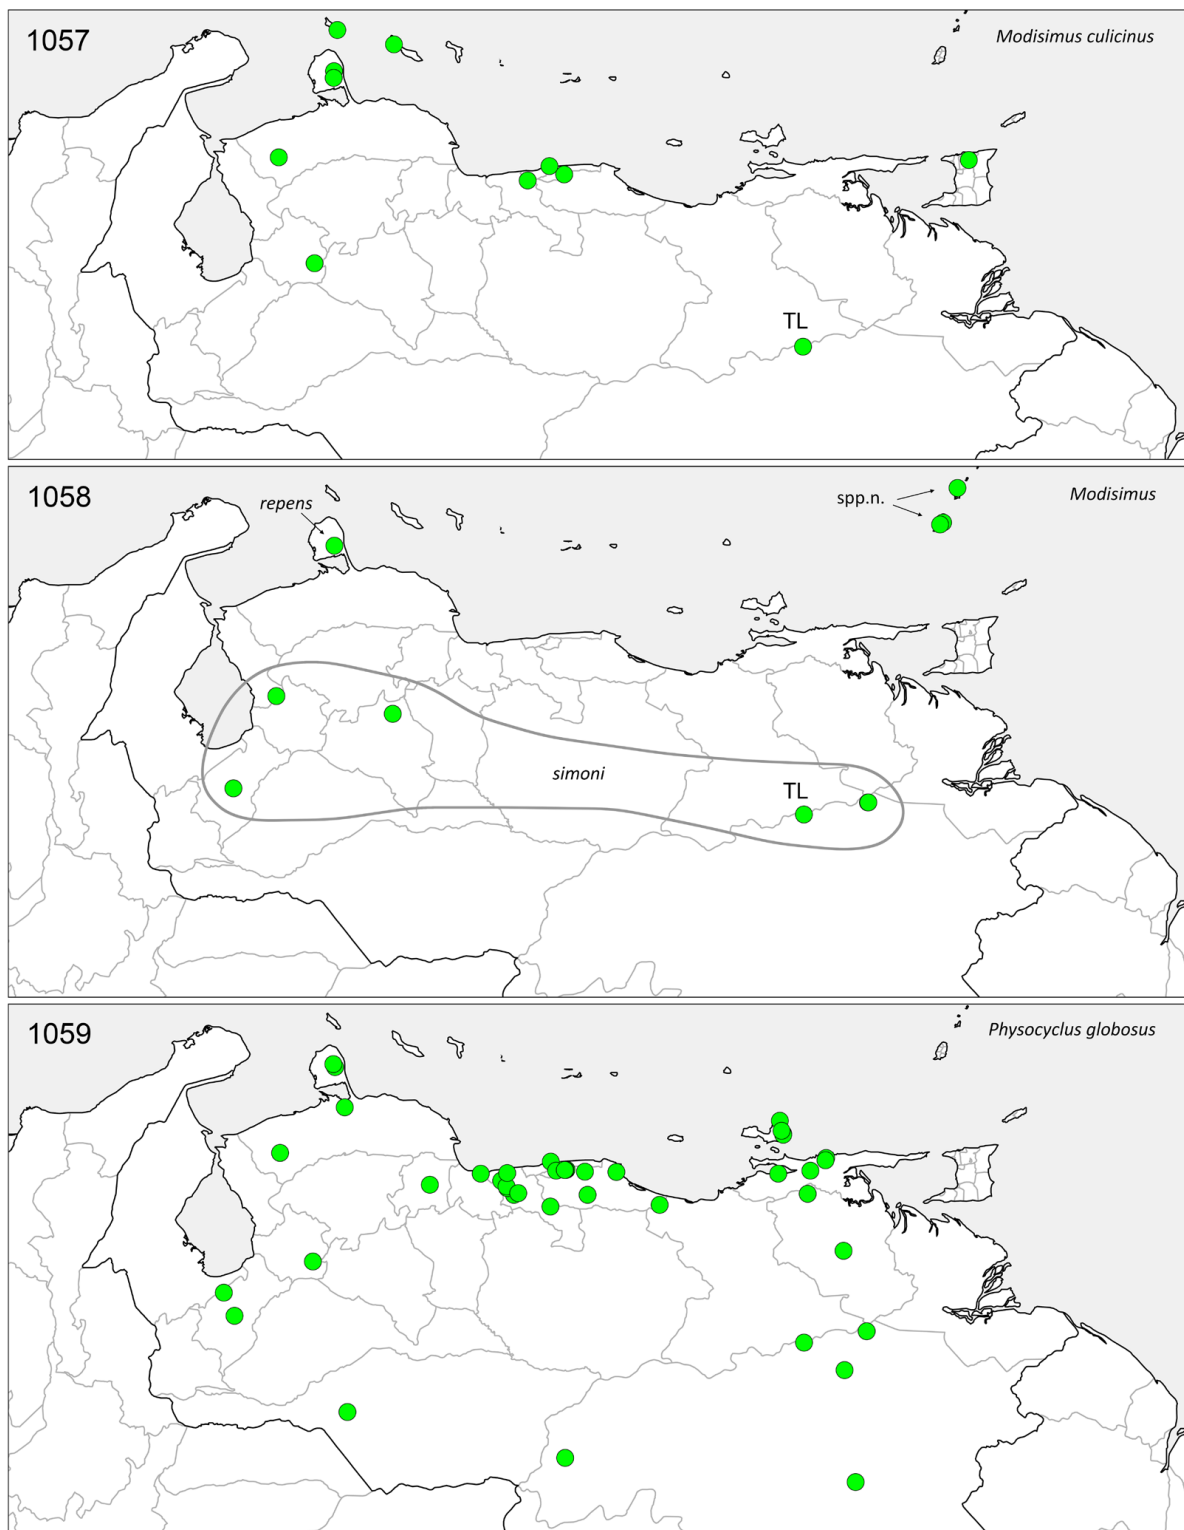 1057
Modisimus culicinus
TL
1058
Modisimus
spp.n.
repens
simoni
TL
1059
Physocyclus globosus